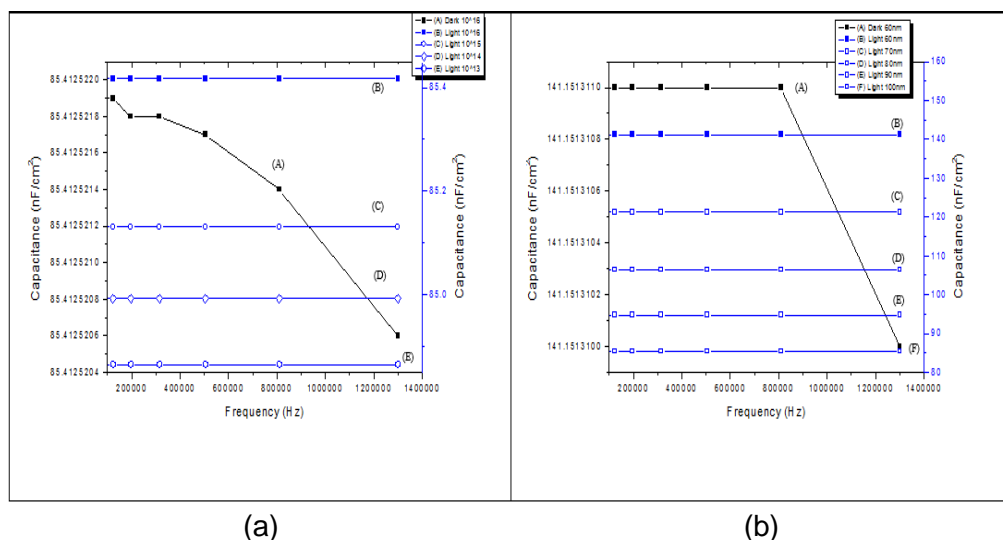 (A) Dark 10^16
(B) Light 10^16
(C) Light 10^15
(D) Light 10^14
(E) Light 10^13
85.4125220
85.4125218
85.4125216
85.4125214
85.4125212
85.4125210
85.4125208
85.4125206
85.4125204
Capacitance (nF/cm²)
(B)
(A)
(C)
(D)
(E)
85.4
85.2
85.0
Capacitance (nF/cm²)
200000 400000 600000 800000 1000000 1200000 1400000
Frequency (Hz)
(a)
(A) Dark 60nm
(B) Light 60nm
(C) Light 70nm
(D) Light 80nm
(E) Light 90nm
(F) Light 100nm
141.1513110
141.1513108
141.1513106
141.1513104
141.1513102
141.1513100
Capacitance (nF/cm²)
(A)
(B)
(C)
(D)
(E)
(F)
160
150
140
130
120
110
100
95
90
85
80
Capacitance (nF/cm²)
200000 400000 600000 800000 1000000 1200000 1400000
Frequency (Hz)
(b)